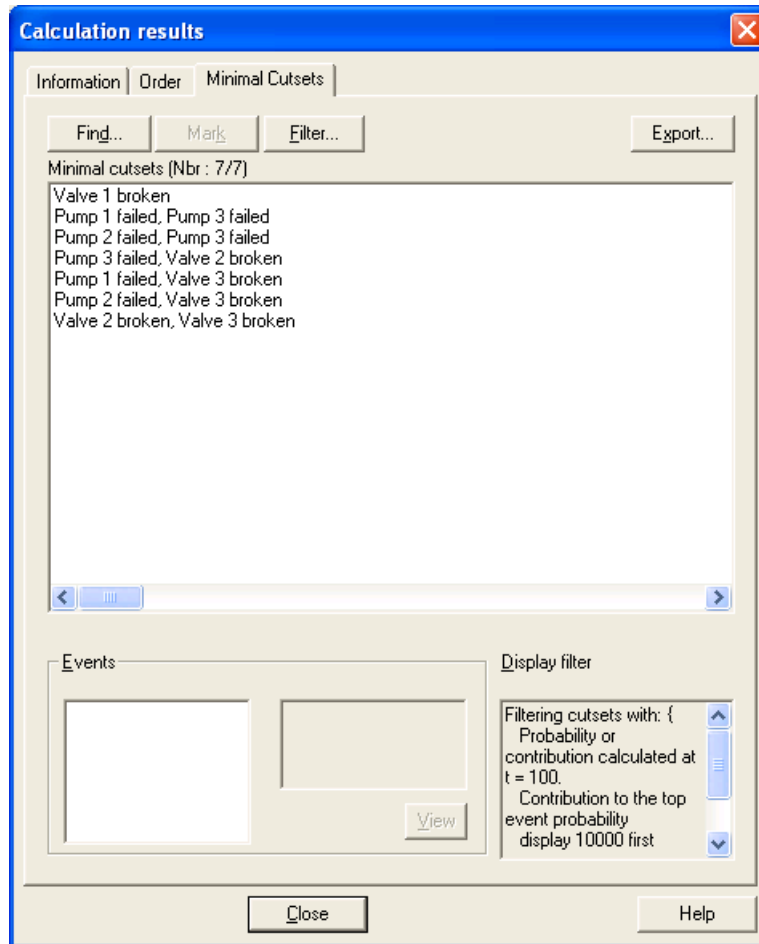 Calculation results
Information
Order
Minimal Cutsets
Find...
Mark
Filter...
Export...
Minimal cutsets (Nbr : 7/7)
Valve 1 broken
Pump 1 failed, Pump 3 failed
Pump 2 failed, Pump 3 failed
Pump 3 failed, Valve 2 broken
Pump 1 failed, Valve 3 broken
Pump 2 failed, Valve 3 broken
Valve 2 broken, Valve 3 broken
Events
View
Display filter
Filtering cutsets with: {
Probability or
contribution calculated at
t = 100.
Contribution to the top
event probability
display 10000 first
Close
Help